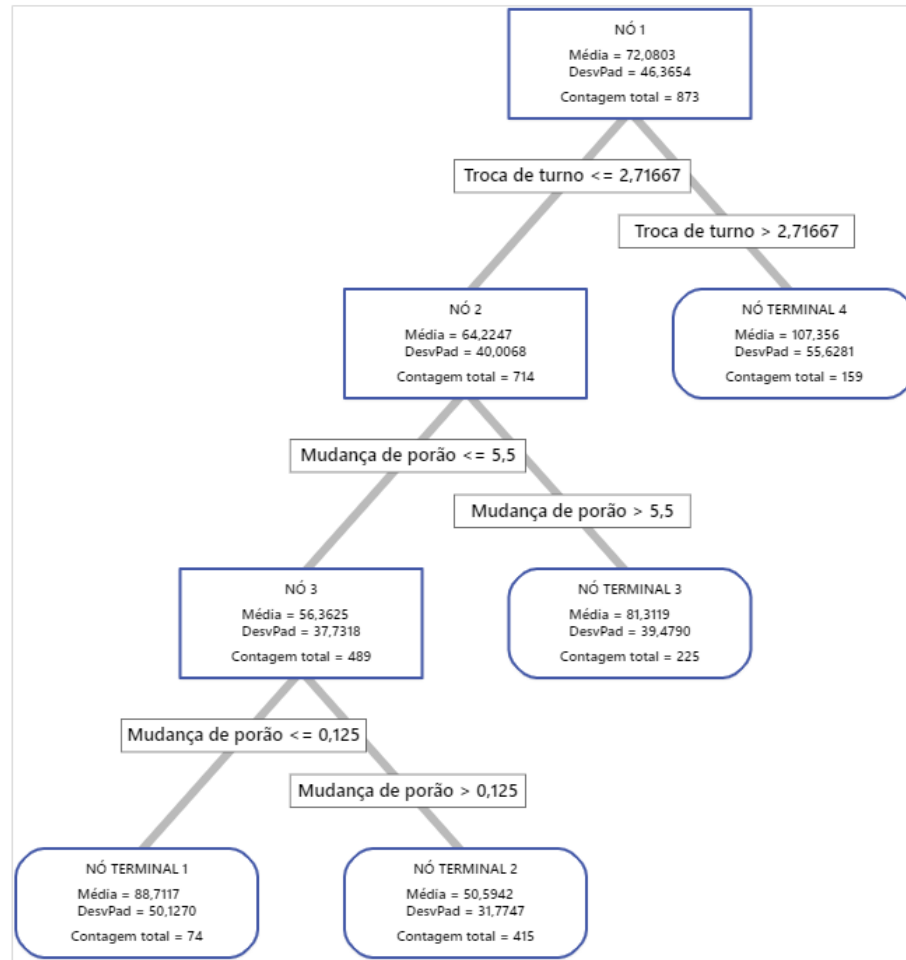 NÓ 1
Média = 72,0803
DesvPad = 46,3654
Contagem total = 873
Troca de turno <= 2,71667
Troca de turno > 2,71667
NÓ 2
Média = 64,2247
DesvPad = 40,0068
Contagem total = 714
NÓ TERMINAL 4
Média = 107,356
DesvPad = 55,6281
Contagem total = 159
Mudança de porão <= 5,5
Mudança de porão > 5,5
NÓ 3
Média = 56,3625
DesvPad = 37,7318
Contagem total = 489
NÓ TERMINAL 3
Média = 81,3119
DesvPad = 39,4790
Contagem total = 225
Mudança de porão <= 0,125
Mudança de porão > 0,125
NÓ TERMINAL 1
Média = 88,7117
DesvPad = 50,1270
Contagem total = 74
NÓ TERMINAL 2
Média = 50,5942
DesvPad = 31,7747
Contagem total = 415